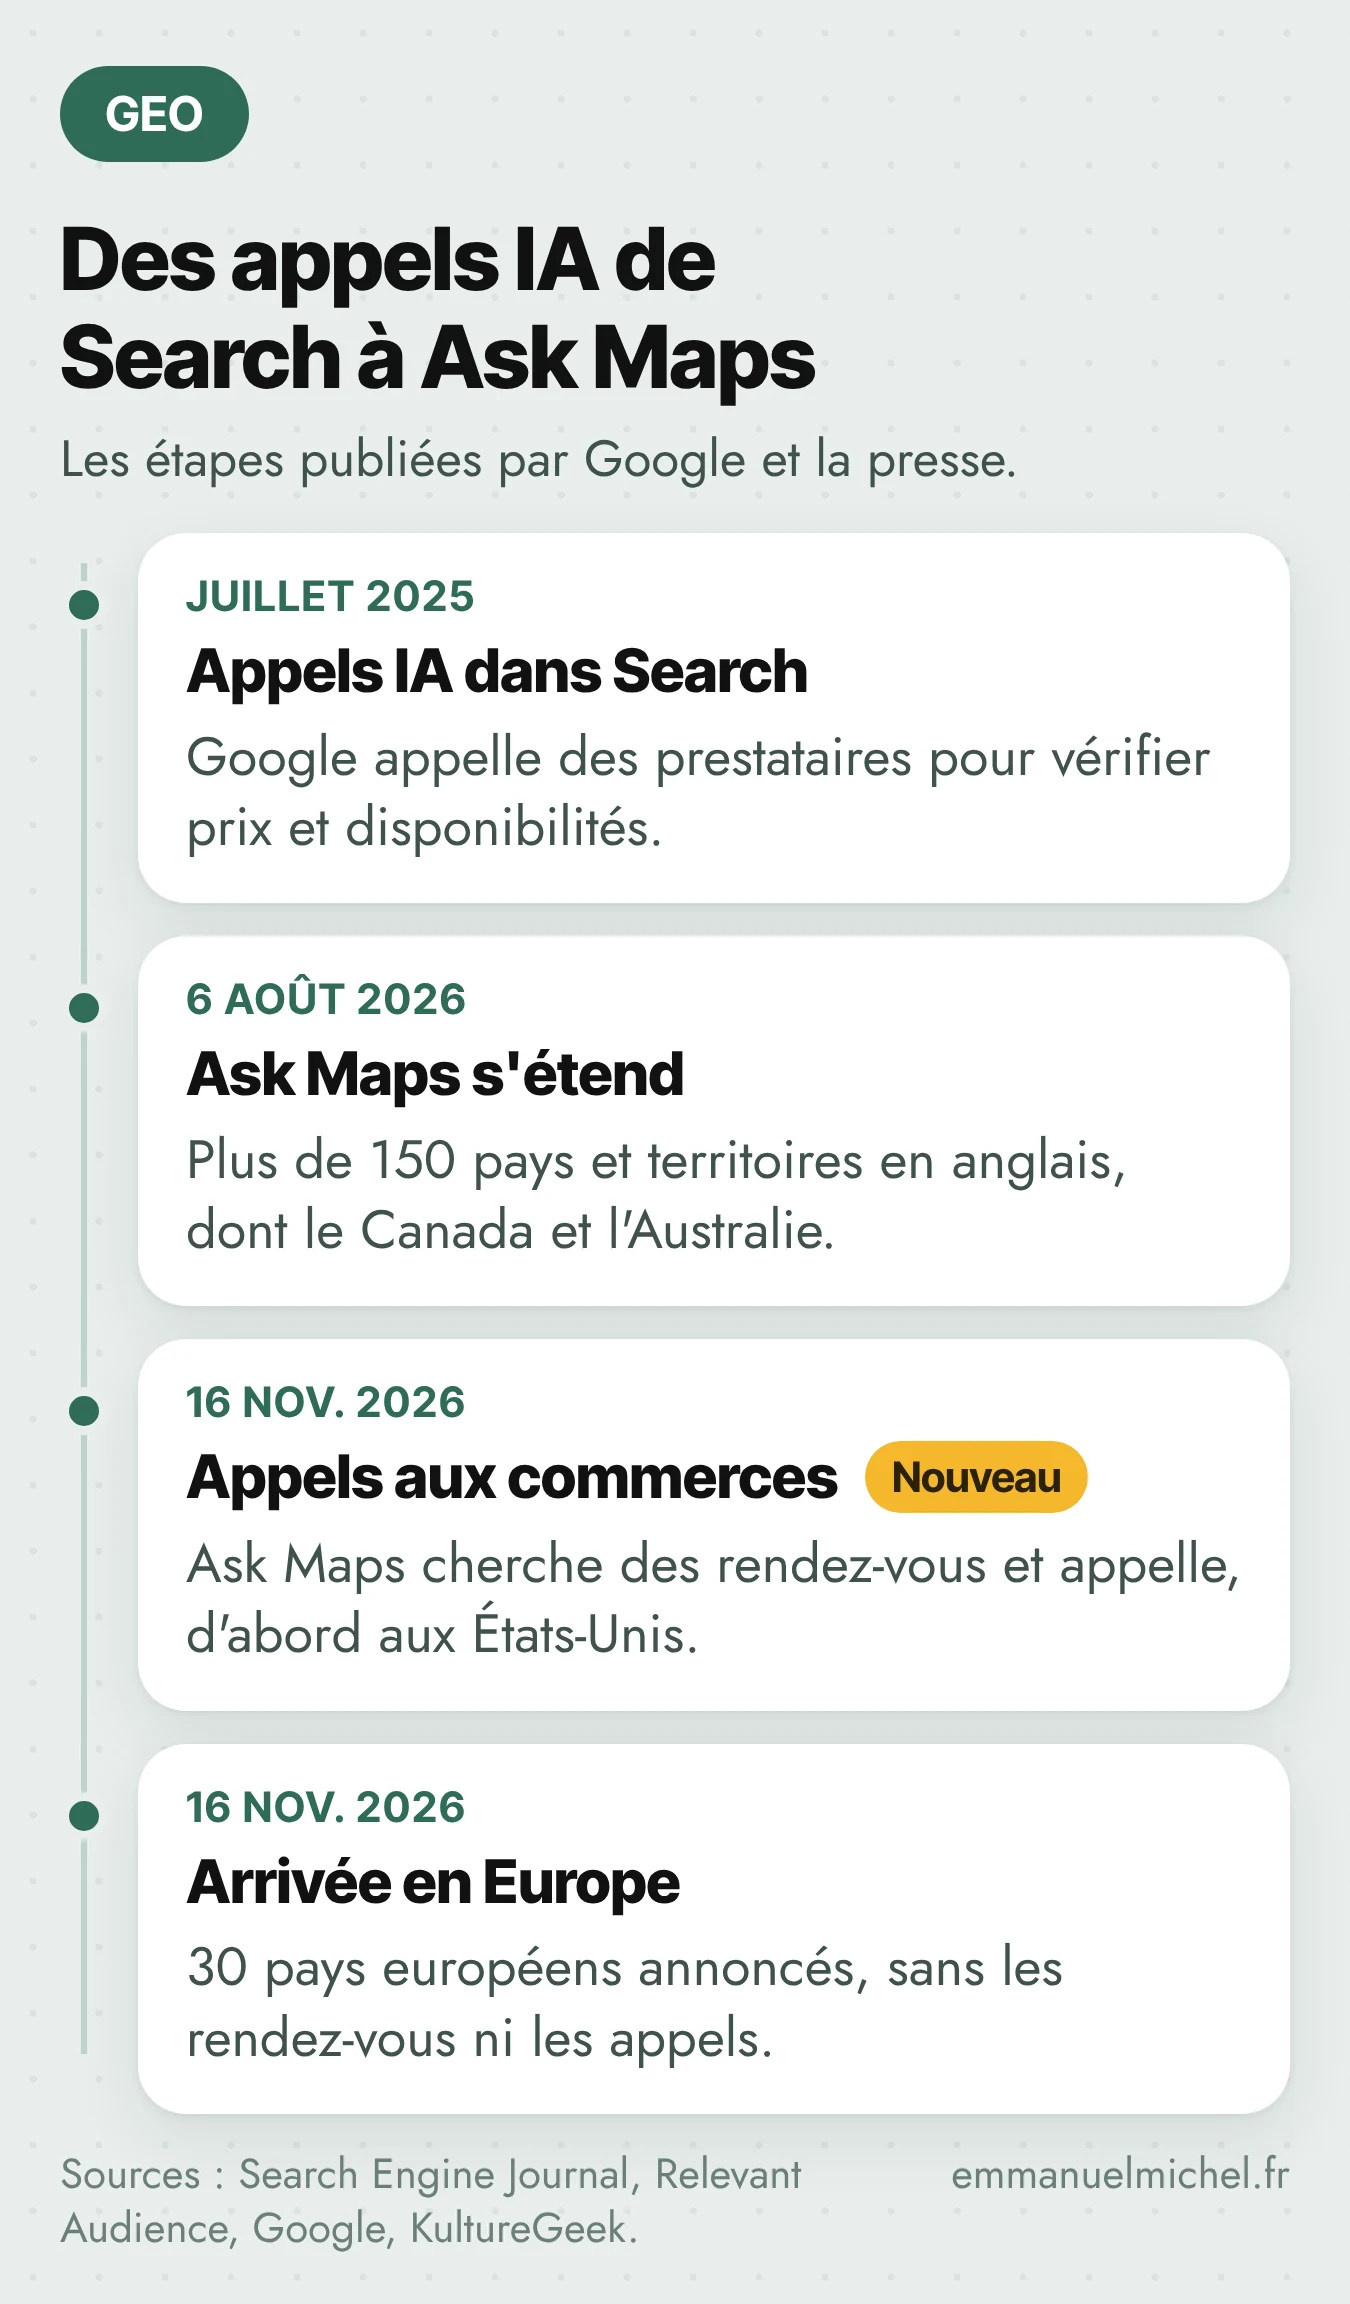 GEO
Des appels IA de
Search à Ask Maps
Les étapes publiées par Google et la presse.
JUILLET 2025
Appels IA dans Search
Google appelle des prestataires pour vérifier
prix et disponibilités.
6 AOÛT 2026
Ask Maps s'étend
Plus de 150 pays et territoires en anglais,
dont le Canada et l'Australie.
16 NOV. 2026
Appels aux commerces Nouveau
Ask Maps cherche des rendez-vous et appelle,
d'abord aux États-Unis.
16 NOV. 2026
Arrivée en Europe
30 pays européens annoncés, sans les
rendez-vous ni les appels.
Sources : Search Engine Journal, Relevant
Audience, Google, KultureGeek.
emmanuelmichel.fr